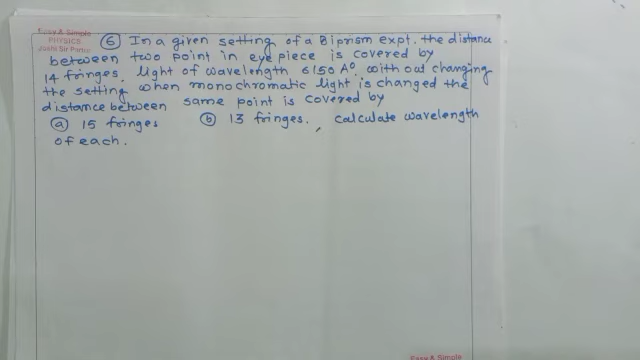 Easy & Simple
PHYSICS
Joshi Sir
⑥ In a given setting of a Biprism expt. the distance
between two point in eye piece is covered by
14 fringes. light of wavelength 6150 A° with out changing
the setting when monochromatic light is changed the
distance between same point is covered by
ⓐ 15 fringes ⓑ 13 fringes. calculate wavelength
of each.
Easy & Simple